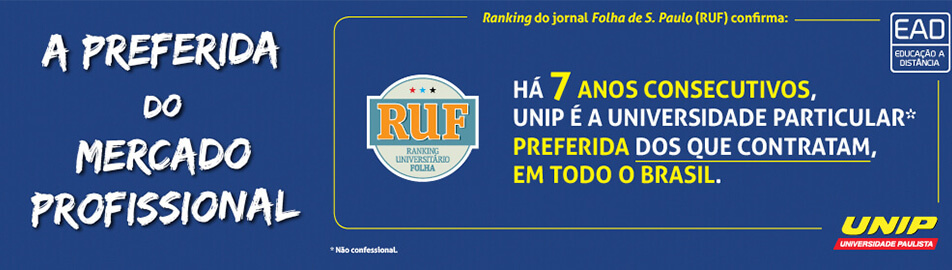 A PREFERIDA
DO
MERCADO
PROFISSIONAL
Ranking do jornal Folha de S. Paulo (RUF) confirma:
EAD
EDUCAÇÃO A
DISTÂNCIA
RUF
RANKING
UNIVERSITÁRIO
FOLHA
HÁ 7 ANOS CONSECUTIVOS,
UNIP É A UNIVERSIDADE PARTICULAR*
PREFERIDA DOS QUE CONTRATAM,
EM TODO O BRASIL.
* Não confessional.
UNIP
UNIVERSIDADE PAULISTA